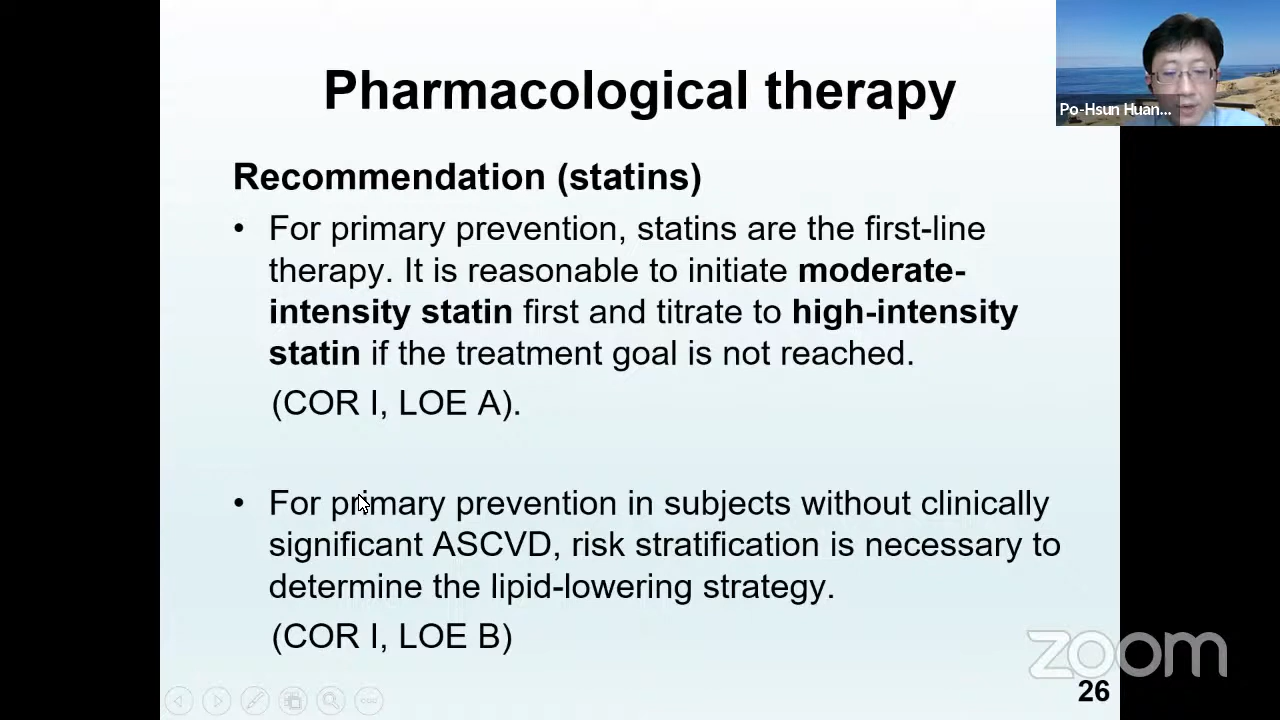 Pharmacological therapy
Po-Hsun Huan...
Recommendation (statins)
• For primary prevention, statins are the first-line
therapy. It is reasonable to initiate moderate-
intensity statin first and titrate to high-intensity
statin if the treatment goal is not reached.
(COR I, LOE A).
• For primary prevention in subjects without clinically
significant ASCVD, risk stratification is necessary to
determine the lipid-lowering strategy.
(COR I, LOE B)
zoom
26